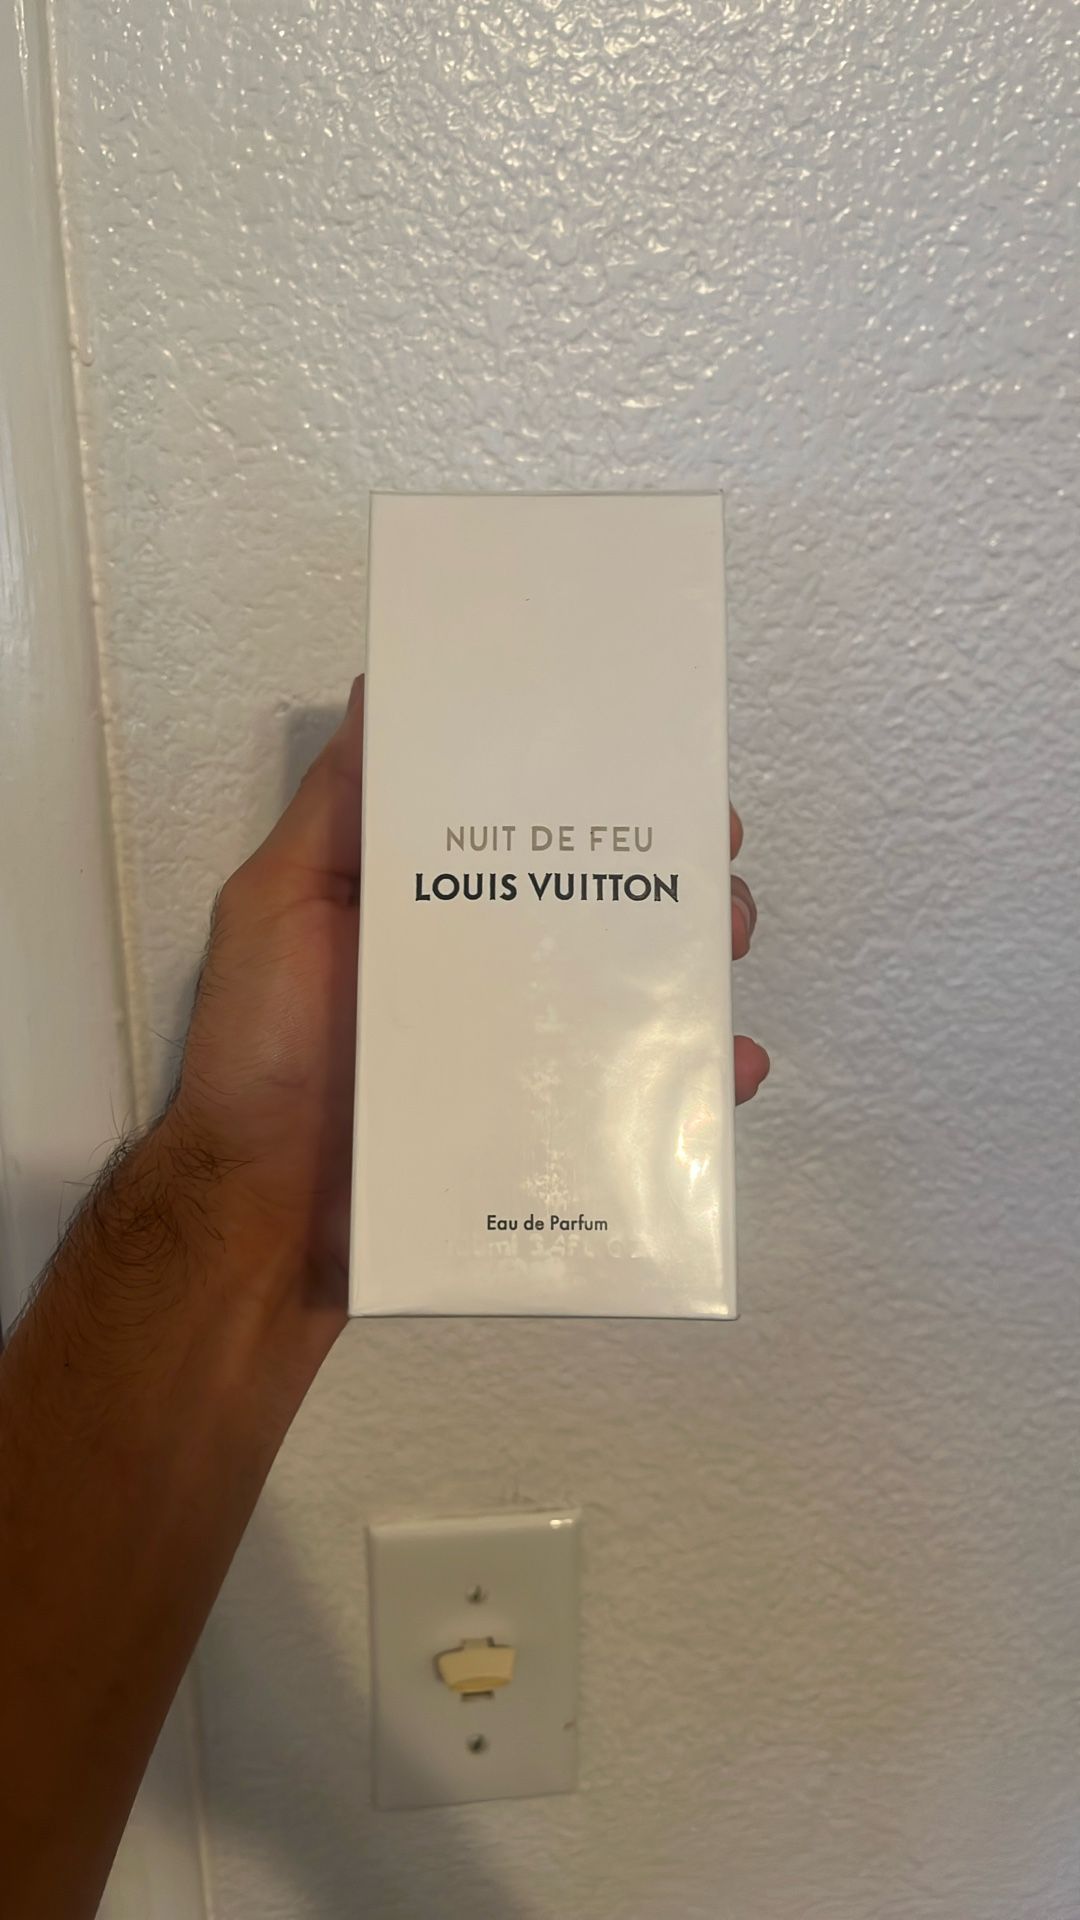 NUIT DE FEU
LOUIS VUITTON
Eau de Parfum